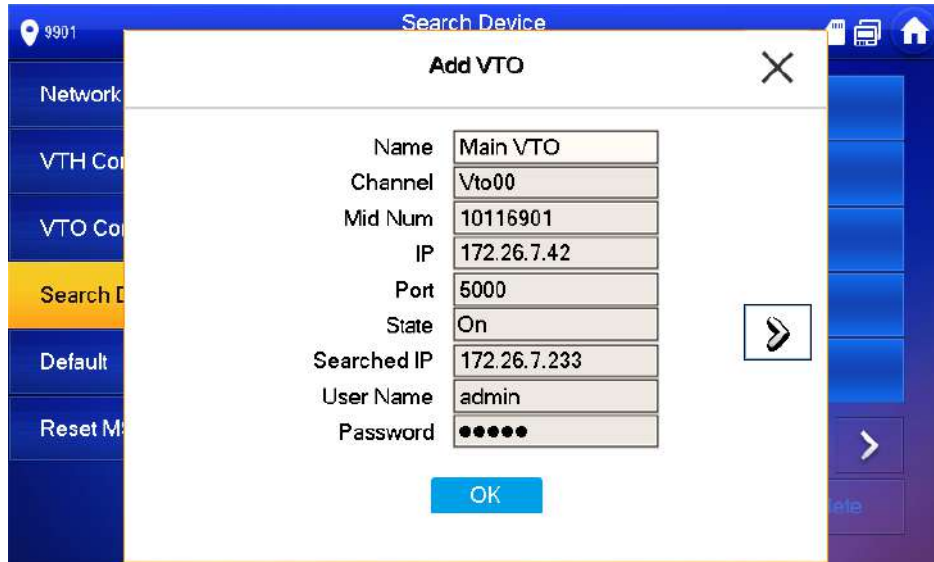 9901
Search Device
Add VTO
Network
VTH Co
VTO Co
Search D
Default
Reset M
Name Main VTO
Channel Vto00
Mid Num 10116901
IP 172.26.7.42
Port 5000
State On
Searched IP 172.26.7.233
User Name admin
Password ●●●●●
OK
lete